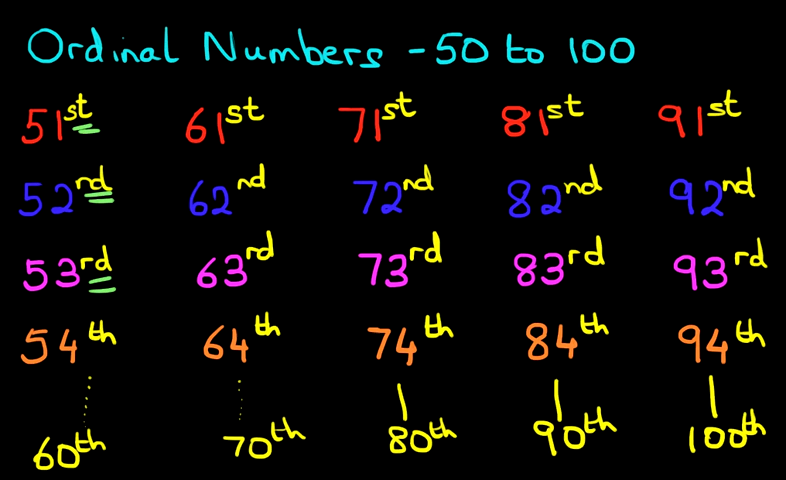 Ordinal Numbers - 50 to 100
51st 61st 71st 81st 91st
52rd 62nd 72nd 82nd 92nd
53rd 63rd 73rd 83rd 93rd
54th 64th 74th 84th 94th
60th 70th 80th 90th 100th